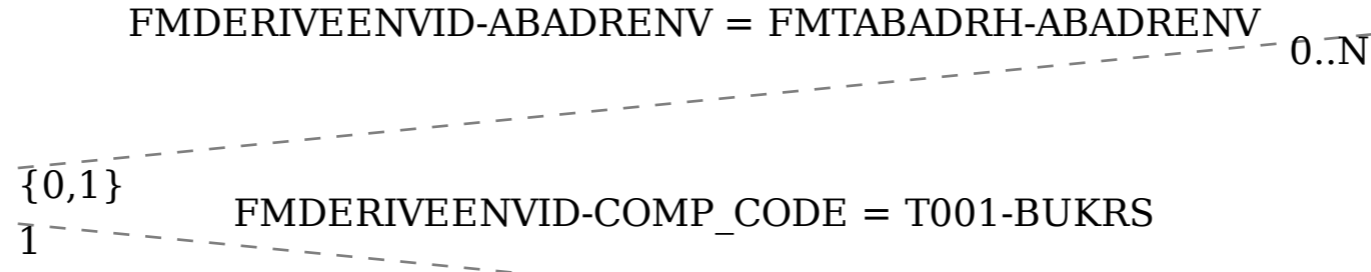 FMDERIVEENVID-ABADRENV = FMTABADRH-ABADRENV
0..N
{0,1}
FMDERIVEENVID-COMP_CODE = T001-BUKRS
1